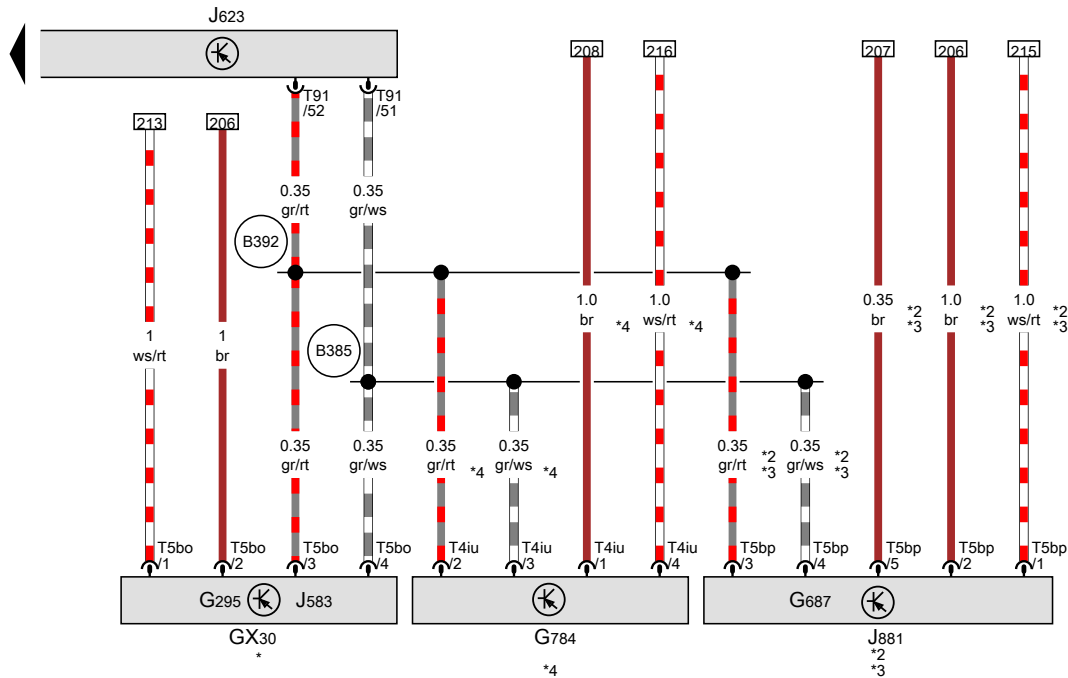 J623
208
216
207
206
215
T91
/52
T91
/51
213
206
0.35
gr/rt
0.35
gr/ws
B392
1.0
br
*4
1.0
ws/rt
*4
0.35
br
*2
*3
1.0
br
*2
*3
1.0
ws/rt
*2
*3
1
ws/rt
1
br
B385
0.35
gr/rt
0.35
gr/ws
0.35
gr/rt
*4
0.35
gr/ws
*4
0.35
gr/rt
*2
*3
0.35
gr/ws
*2
*3
T5bo
/1
T5bo
/2
T5bo
/3
T5bo
/4
T4iu
/2
T4iu
/3
T4iu
/1
T4iu
/4
T5bp
/3
T5bp
/4
T5bp
/5
T5bp
/2
T5bp
/1
G295
J583
G687
GX30
*
G784
*4
J881
*2
*3